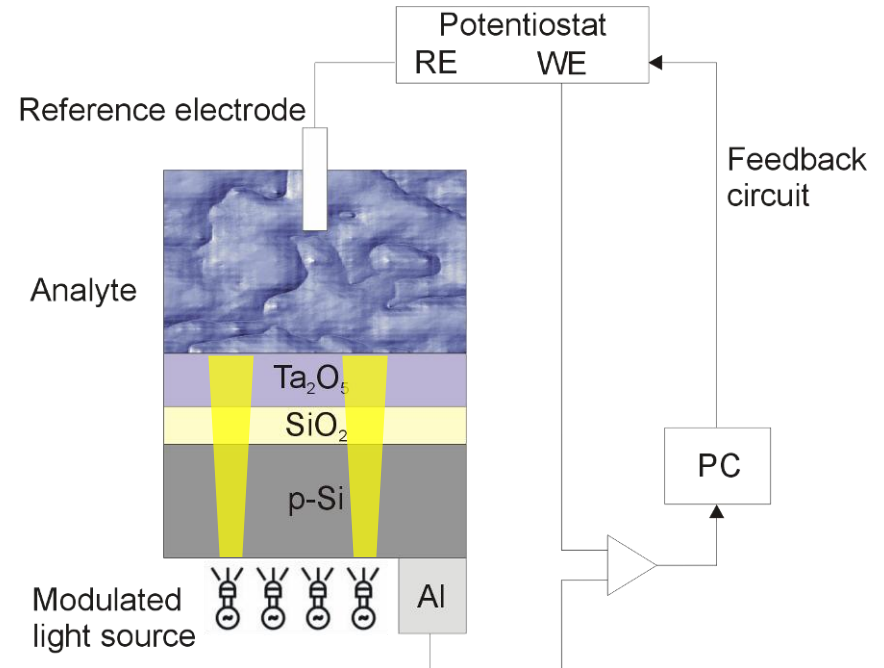 Potentiostat
RE WE
Reference electrode
Feedback
circuit
Analyte
Ta₂O₅
SiO₂
PC
p-Si
Al
Modulated
light source
~ ~ ~ ~